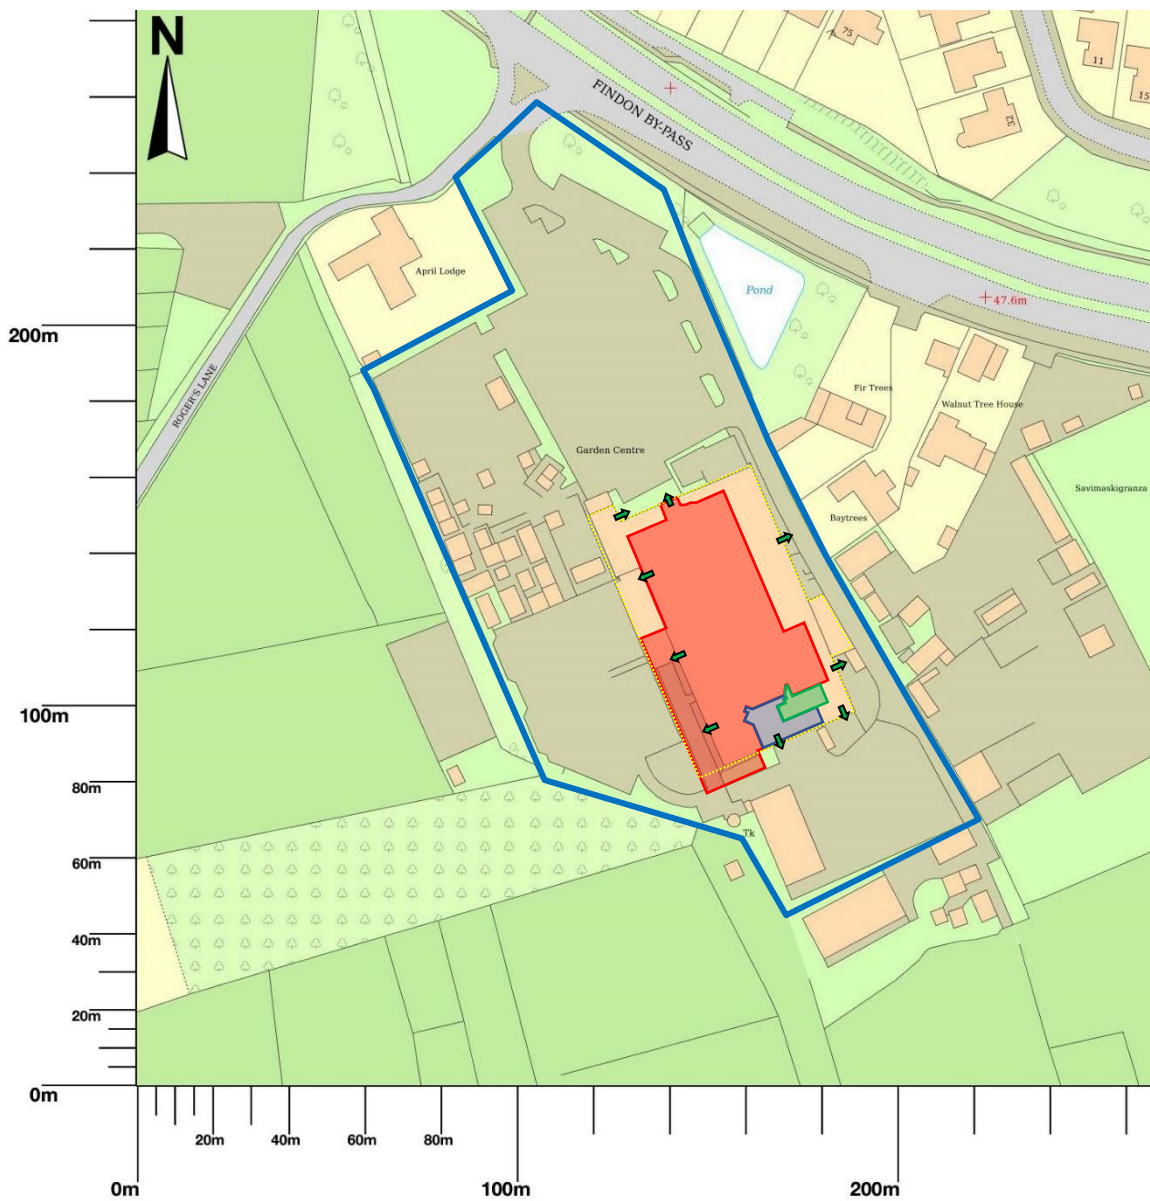 N
75
11
15
32
FINDON BY-PASS
April Lodge
Pond
47.6m
200m
ROGER'S LANE
Fir Trees
Walnut Tree House
Garden Centre
Savimaskigranza
Baytrees
100m
80m
Tk
60m
40m
20m
0m
20m
40m
60m
80m
0m
100m
200m